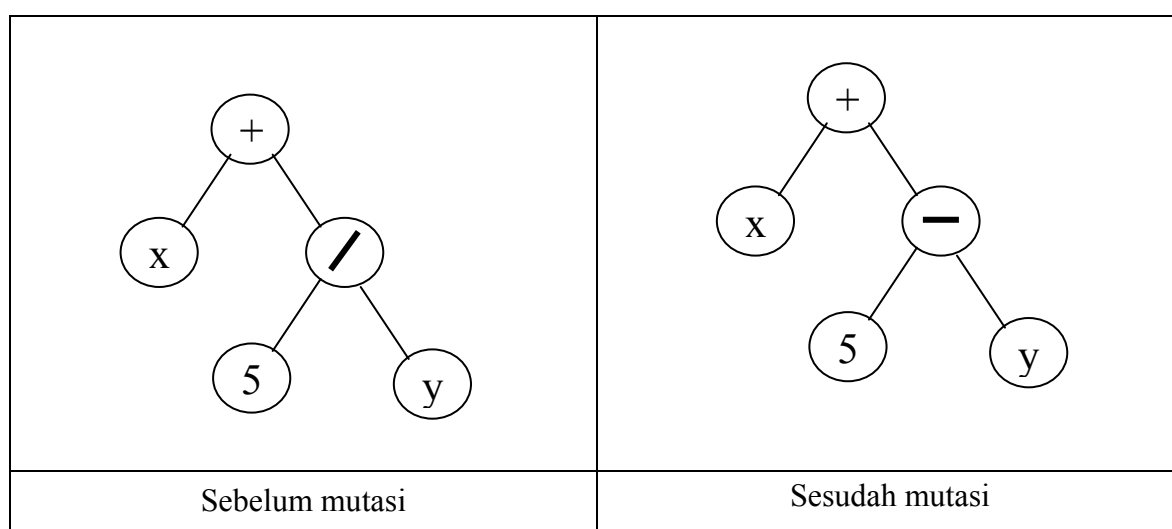 +
x
/
5
y
Sebelum mutasi
+
x
−
5
y
Sesudah mutasi